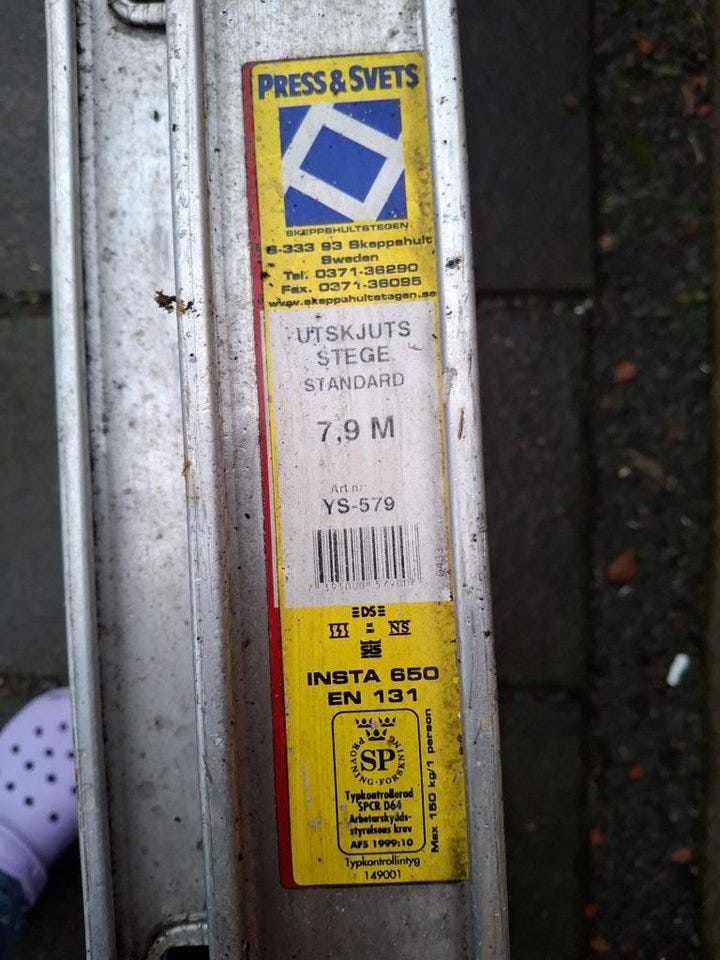 PRESS & SVETS
SKEPPSHULTSTEGEN
S-333 93 Skeppshult
Sweden
Tel. 0371-36290
Fax. 0371-36095
www.skeppshultstegen.se
UTSKJUTS
STEGE
STANDARD
7,9 M
Art.nr:
YS-579
≡DS≡
NS
SFS
INSTA 650
EN 131
PROVNING · FORSKNING
SP
Typkontrollerad
SPCR D64
Arbetarskydds-
styrelsens krav
AFS 1999:10
Typkontrollintyg
149001
Max 150 kg/1 person